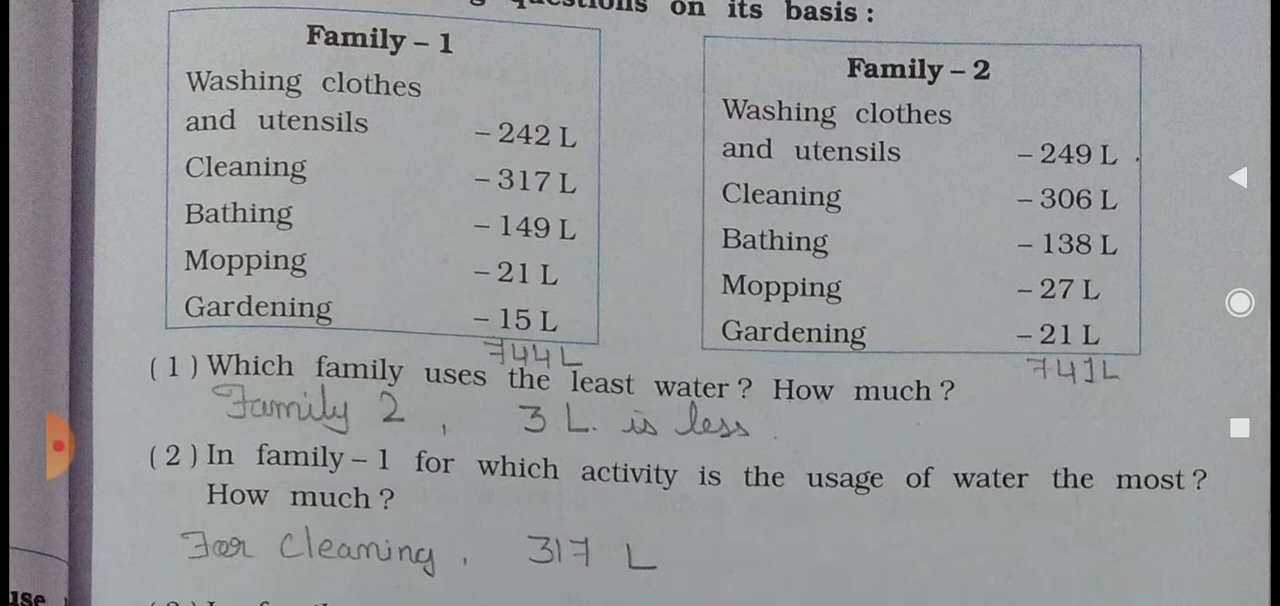 questions on its basis :
Family – 1
Washing clothes
and utensils – 242 L
Cleaning – 317 L
Bathing – 149 L
Mopping – 21 L
Gardening – 15 L
744 L
Family – 2
Washing clothes
and utensils – 249 L
Cleaning – 306 L
Bathing – 138 L
Mopping – 27 L
Gardening – 21 L
741 L
( 1 ) Which family uses the least water ? How much ?
Family 2 , 3 L. is less .
( 2 ) In family – 1 for which activity is the usage of water the most ?
How much ?
For Cleaning , 317 L